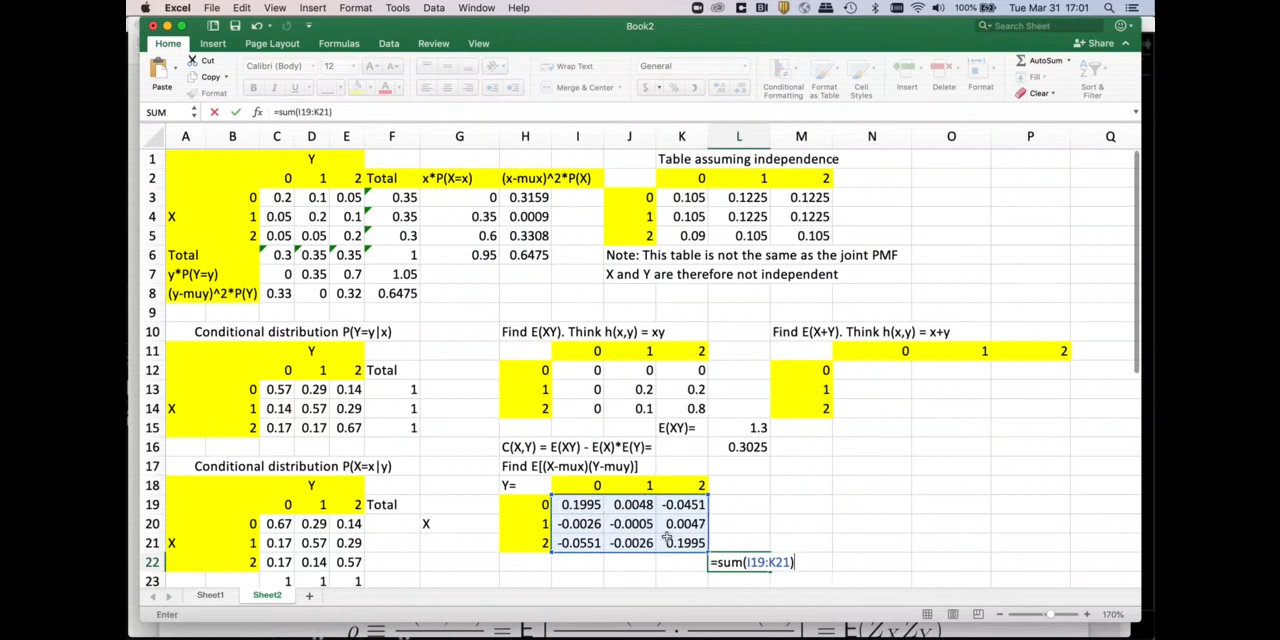 Excel File Edit View Insert Format Tools Data Window Help 100% Tue Mar 31 17:01
Book2 Search Sheet
Home Insert Page Layout Formulas Data Review View Share
Paste Cut Copy Format Calibri (Body) 12 A A Wrap Text General Conditional Formatting Format as Table Cell Styles Insert Delete Format AutoSum Fill Clear Sort & Filter
B I U A Merge & Center $ %
SUM fx =sum(I19:K21)
A B C D E F G H I J K L M N O P Q
1 Y Table assuming independence
2 0 1 2 Total x*P(X=x) (x-mux)^2*P(X) 0 1 2
3 0 0.2 0.1 0.05 0.35 0 0.3159 0 0.105 0.1225 0.1225
4 X 1 0.05 0.2 0.1 0.35 0.35 0.0009 1 0.105 0.1225 0.1225
5 2 0.05 0.05 0.2 0.3 0.6 0.3308 2 0.09 0.105 0.105
6 Total 0.3 0.35 0.35 1 0.95 0.6475 Note: This table is not the same as the joint PMF
7 y*P(Y=y) 0 0.35 0.7 1.05 X and Y are therefore not independent
8 (y-muy)^2*P(Y) 0.33 0 0.32 0.6475
9
10 Conditional distribution P(Y=y|x) Find E(XY). Think h(x,y) = xy Find E(X+Y). Think h(x,y) = x+y
11 Y 0 1 2 0 1 2
12 0 1 2 Total 0 0 0 0 0
13 0 0.57 0.29 0.14 1 1 0 0.2 0.2 1
14 X 1 0.14 0.57 0.29 1 2 0 0.1 0.8 2
15 2 0.17 0.17 0.67 1 E(XY)= 1.3
16 C(X,Y) = E(XY) - E(X)*E(Y)= 0.3025
17 Conditional distribution P(X=x|y) Find E[(X-mux)(Y-muy)]
18 Y Y= 0 1 2
19 0 1 2 Total 0 0.1995 0.0048 -0.0451
20 0 0.67 0.29 0.14 X 1 -0.0026 -0.0005 0.0047
21 X 1 0.17 0.57 0.29 2 -0.0551 -0.0026 0.1995
22 2 0.17 0.14 0.57 =sum(I19:K21)
23 1 1 1
Sheet1 Sheet2 +
Enter 170%